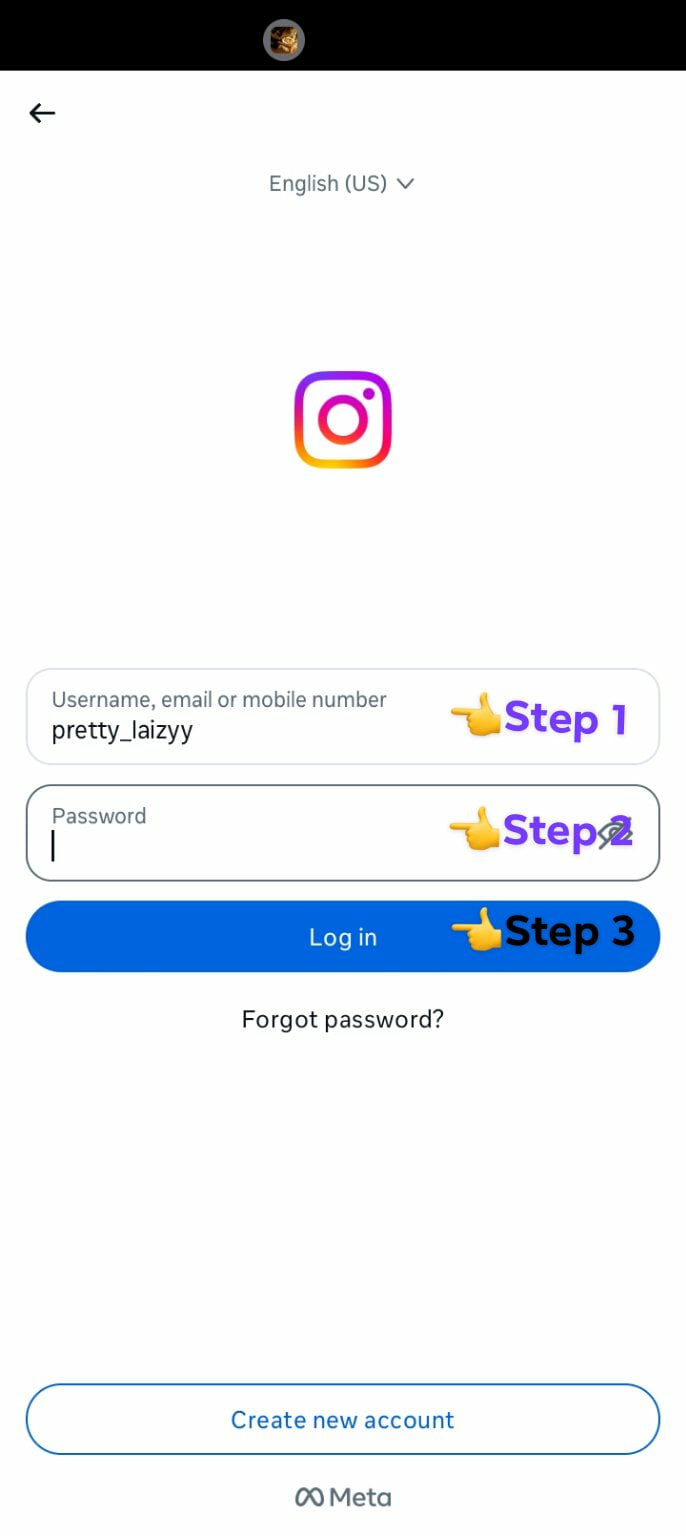 English (US)
Username, email or mobile number
pretty_laizyy
Step 1
Password
Step 2
Log in
Step 3
Forgot password?
Create new account
Meta